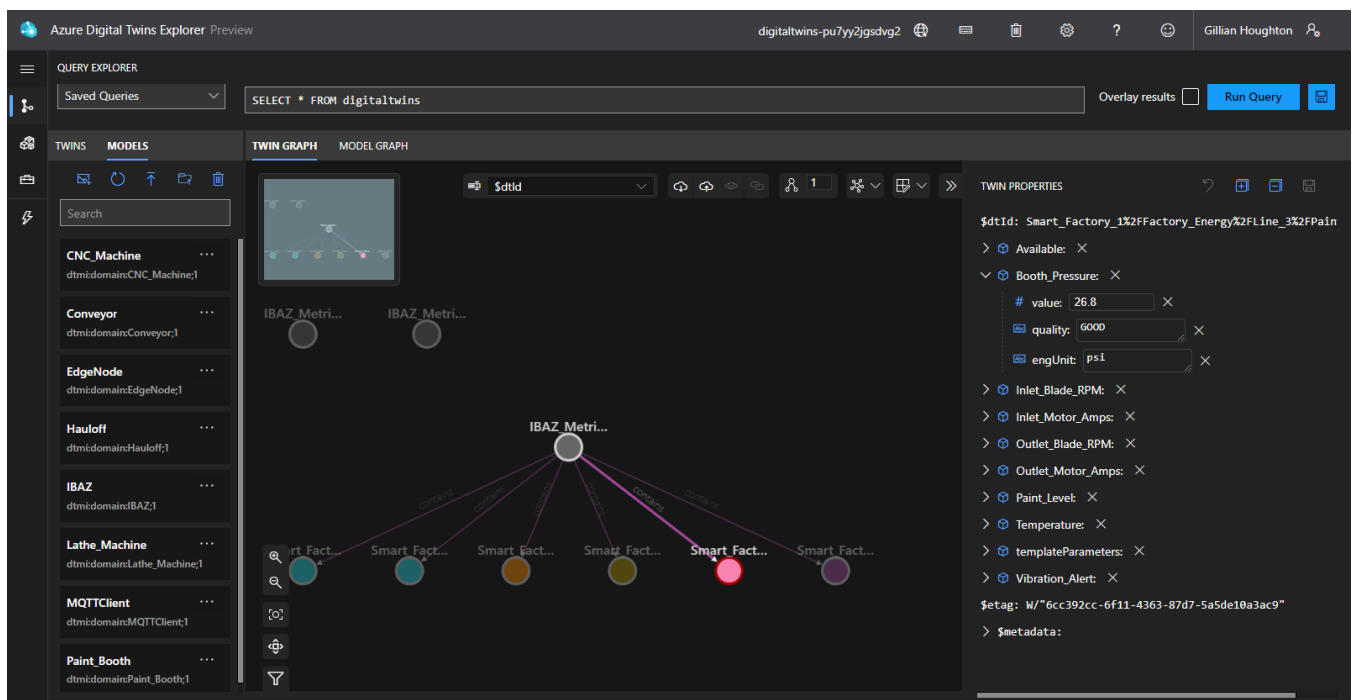 Azure Digital Twins Explorer Preview
digitaltwins-pu7yy2jgsdvg2
Gillian Houghton
QUERY EXPLORER
Saved Queries
SELECT * FROM digitaltwins
Overlay results
Run Query
TWINS MODELS
Search
CNC_Machine ...
dtmi:domain:CNC_Machine;1
Conveyor ...
dtmi:domain:Conveyor;1
EdgeNode ...
dtmi:domain:EdgeNode;1
Hauloff ...
dtmi:domain:Hauloff;1
IBAZ ...
dtmi:domain:IBAZ;1
Lathe_Machine ...
dtmi:domain:Lathe_Machine;1
MQTTClient ...
dtmi:domain:MQTTClient;1
Paint_Booth ...
dtmi:domain:Paint_Booth;1
TWIN GRAPH MODEL GRAPH
$dtId
1
IBAZ_Metri... IBAZ_Metri...
IBAZ_Metri...
contains contains contains contains contains contains
rt_Fact... Smart_Fact... Smart_Fact... Smart_Fact... Smart_Fact... Smart_Fact...
TWIN PROPERTIES
$dtId: Smart_Factory_1%2FFactory_Energy%2FLine_3%2FPain
Available:
Booth_Pressure:
# value: 26.8
Abc quality: GOOD
Abc engUnit: psi
Inlet_Blade_RPM:
Inlet_Motor_Amps:
Outlet_Blade_RPM:
Outlet_Motor_Amps:
Paint_Level:
Temperature:
templateParameters:
Vibration_Alert:
$etag: W/"6cc392cc-6f11-4363-87d7-5a5de10a3ac9"
$metadata: